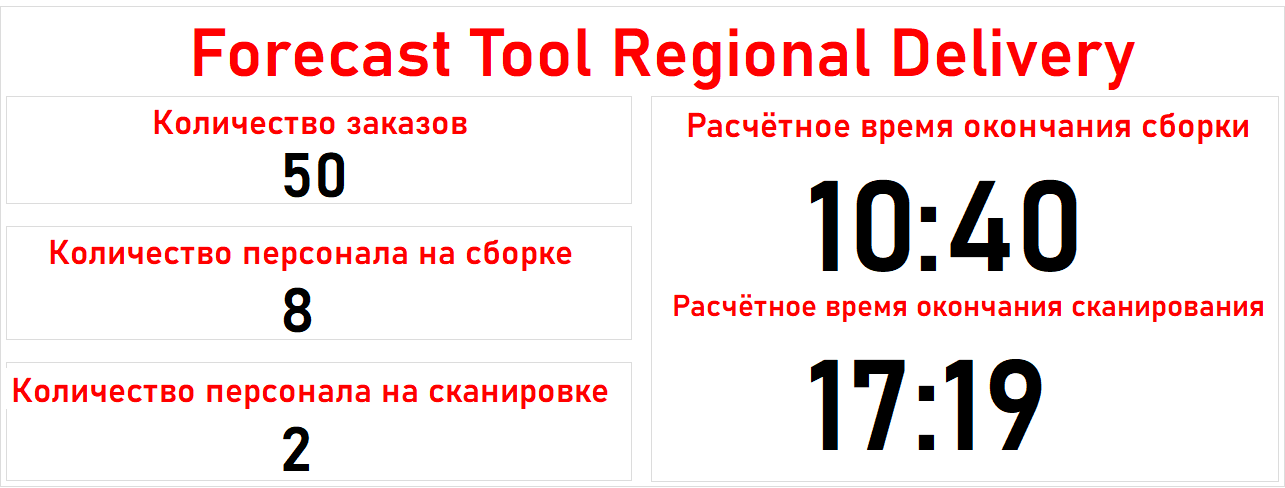 Forecast Tool Regional Delivery
Количество заказов
50
Количество персонала на сборке
8
Количество персонала на сканировке
2
Расчётное время окончания сборки
10:40
Расчётное время окончания сканирования
17:19